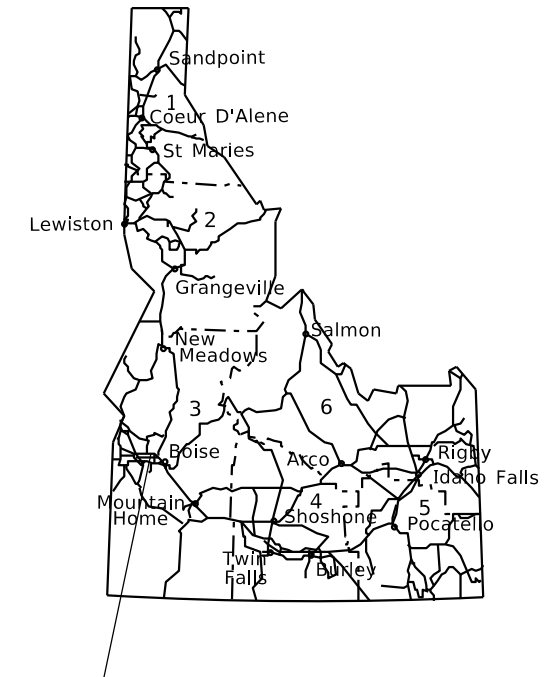 Sandpoint
1
Coeur D'Alene
St Maries
2
Lewiston
Grangeville
Salmon
New
Meadows
3
6
Boise
Arco
Rigby
Idaho Falls
Mountain
Home
4
5
Shoshone
Pocatello
Twin
Falls
Burley